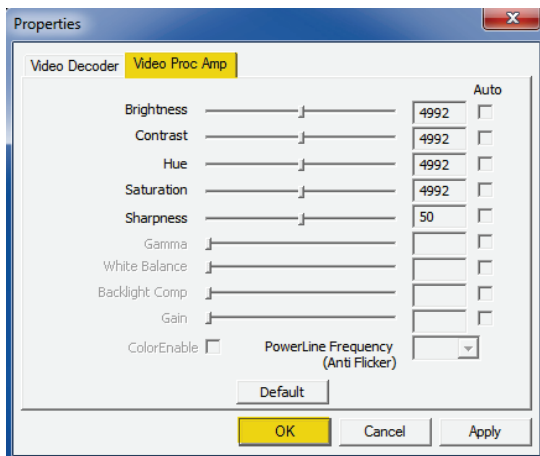 Properties
Video Decoder Video Proc Amp
Auto
Brightness 4992
Contrast 4992
Hue 4992
Saturation 4992
Sharpness 50
Gamma
White Balance
Backlight Comp
Gain
ColorEnable PowerLine Frequency
(Anti Flicker)
Default
OK Cancel Apply